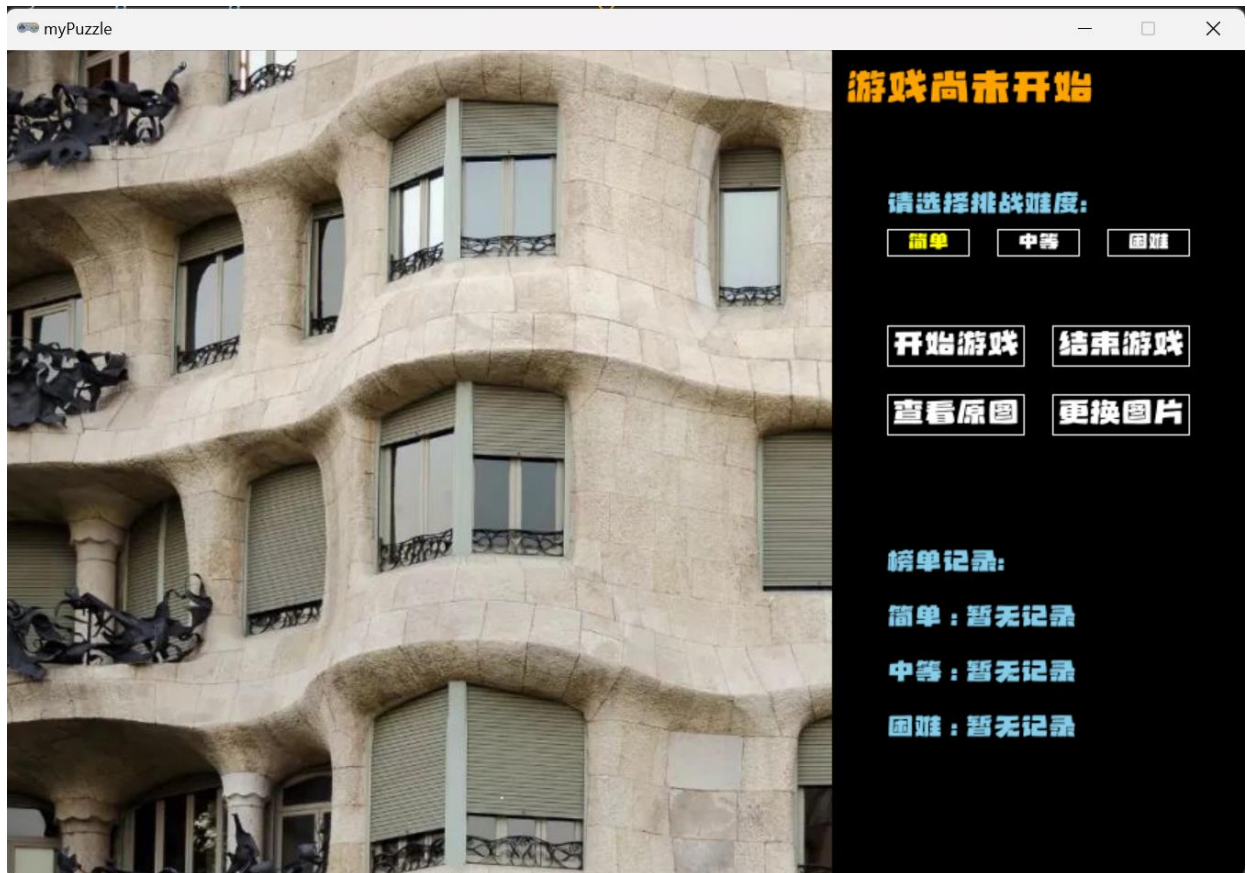 myPuzzle
游戏尚未开始
请选择挑战难度:
简单 中等 困难
开始游戏 结束游戏
查看原图 更换图片
榜单记录:
简单：暂无记录
中等：暂无记录
困难：暂无记录